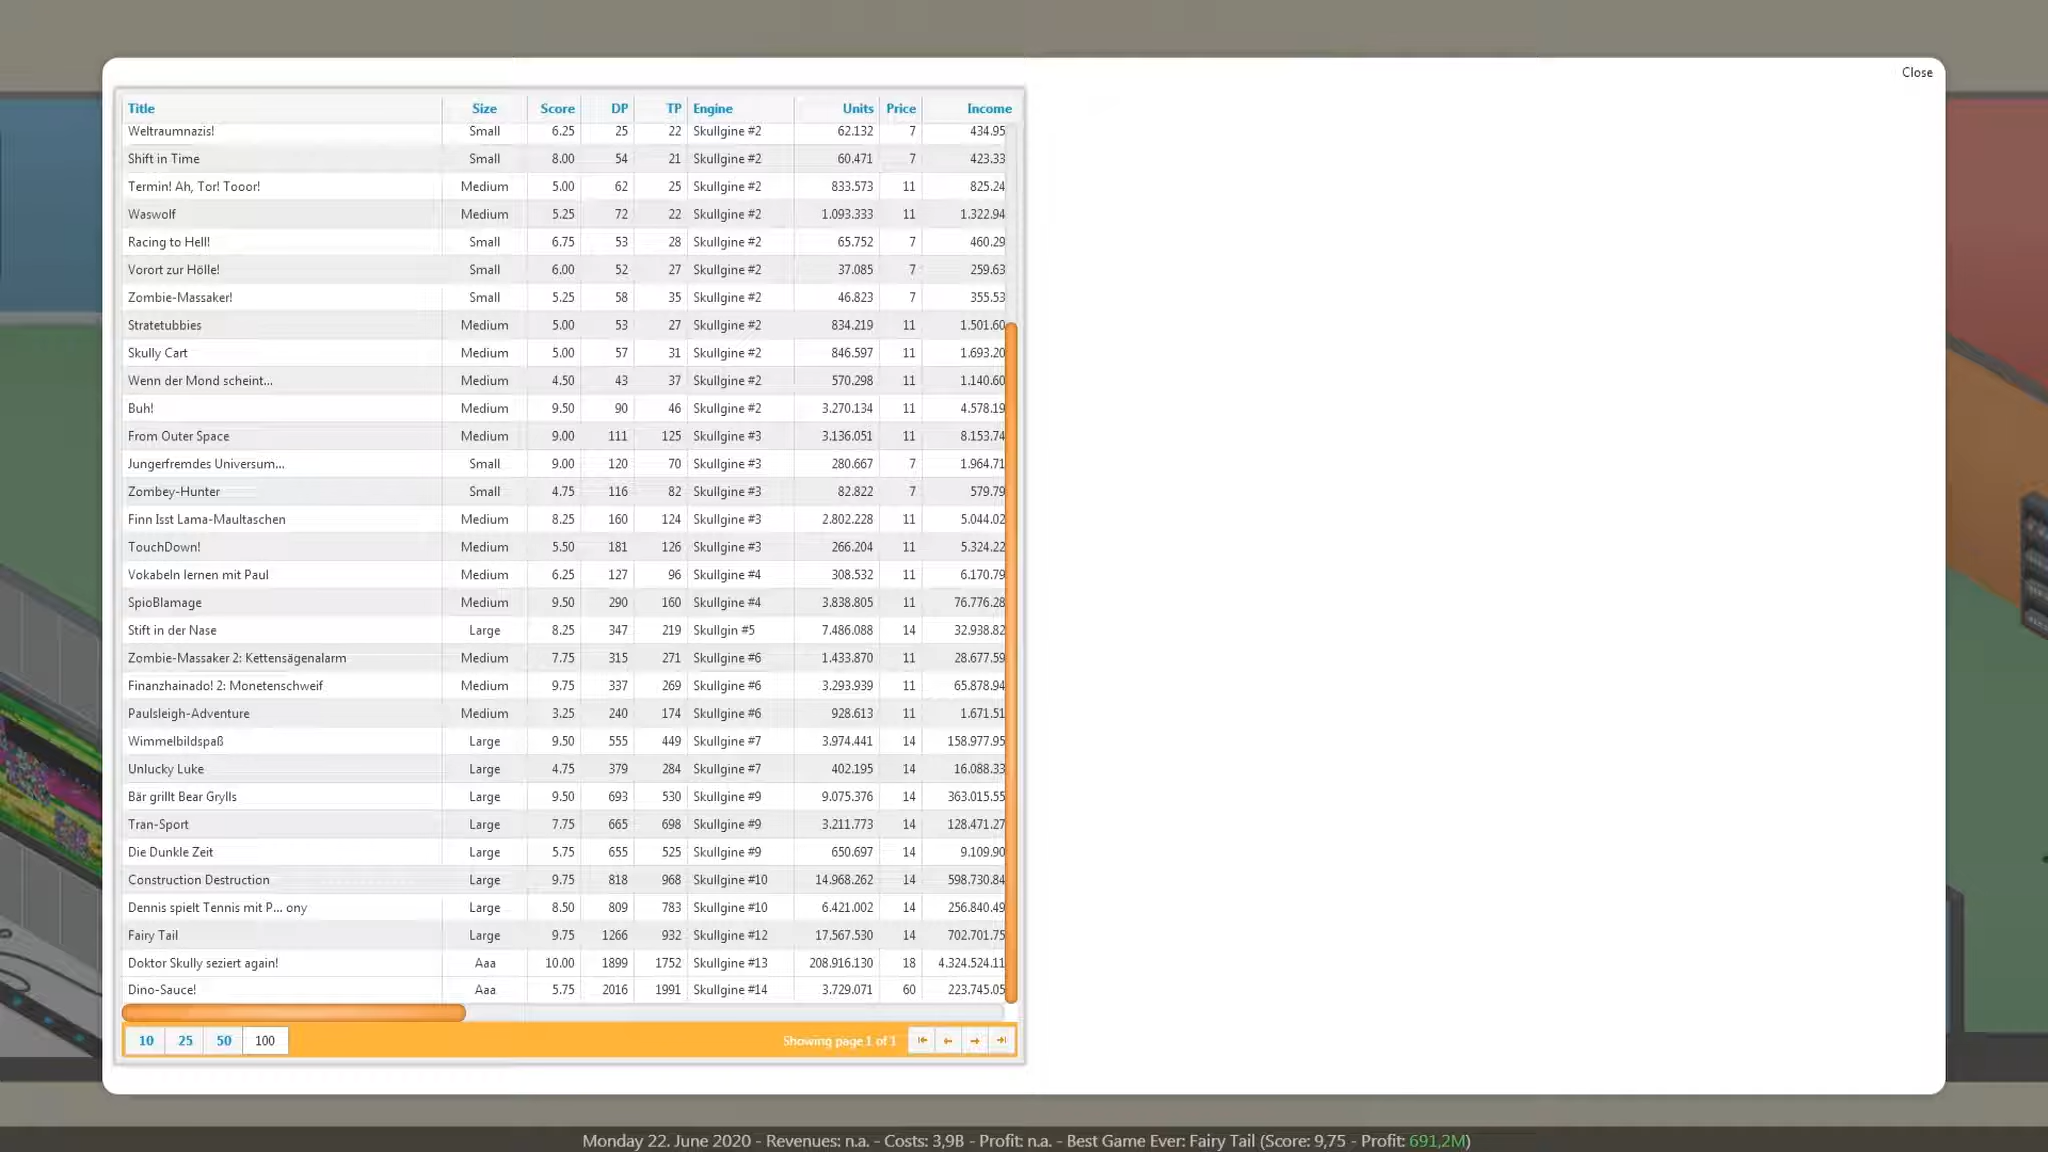 Close
Title Size Score DP TP Engine Units Price Income
Weltraumnazis! Small 6.25 25 22 Skullgine #2 62.132 7 434.95
Shift in Time Small 8.00 54 21 Skullgine #2 60.471 7 423.33
Termin! Ah, Tor! Tooor! Medium 5.00 62 25 Skullgine #2 833.573 11 825.24
Waswolf Medium 5.25 72 22 Skullgine #2 1.093.333 11 1.322.94
Racing to Hell! Small 6.75 53 28 Skullgine #2 65.752 7 460.29
Vorort zur Hölle! Small 6.00 52 27 Skullgine #2 37.085 7 259.63
Zombie-Massaker! Small 5.25 58 35 Skullgine #2 46.823 7 355.53
Stratetubbies Medium 5.00 53 27 Skullgine #2 834.219 11 1.501.60
Skully Cart Medium 5.00 57 31 Skullgine #2 846.597 11 1.693.20
Wenn der Mond scheint... Medium 4.50 43 37 Skullgine #2 570.298 11 1.140.60
Buh! Medium 9.50 90 46 Skullgine #2 3.270.134 11 4.578.19
From Outer Space Medium 9.00 111 125 Skullgine #3 3.136.051 11 8.153.74
Jungerfremdes Universum... Small 9.00 120 70 Skullgine #3 280.667 7 1.964.71
Zombey-Hunter Small 4.75 116 82 Skullgine #3 82.822 7 579.79
Finn Isst Lama-Maultaschen Medium 8.25 160 124 Skullgine #3 2.802.228 11 5.044.02
TouchDown! Medium 5.50 181 126 Skullgine #3 266.204 11 5.324.22
Vokabeln lernen mit Paul Medium 6.25 127 96 Skullgine #4 308.532 11 6.170.79
SpioBlamage Medium 9.50 290 160 Skullgine #4 3.838.805 11 76.776.28
Stift in der Nase Large 8.25 347 219 Skullgin #5 7.486.088 14 32.938.82
Zombie-Massaker 2: Kettensägenalarm Medium 7.75 315 271 Skullgine #6 1.433.870 11 28.677.59
Finanzhainado! 2: Monetenschweif Medium 9.75 337 269 Skullgine #6 3.293.939 11 65.878.94
Paulsleigh-Adventure Medium 3.25 240 174 Skullgine #6 928.613 11 1.671.51
Wimmelbildspaß Large 9.50 555 449 Skullgine #7 3.974.441 14 158.977.95
Unlucky Luke Large 4.75 379 284 Skullgine #7 402.195 14 16.088.33
Bär grillt Bear Grylls Large 9.50 693 530 Skullgine #9 9.075.376 14 363.015.55
Tran-Sport Large 7.75 665 698 Skullgine #9 3.211.773 14 128.471.27
Die Dunkle Zeit Large 5.75 655 525 Skullgine #9 650.697 14 9.109.90
Construction Destruction Large 9.75 818 968 Skullgine #10 14.968.262 14 598.730.84
Dennis spielt Tennis mit P... ony Large 8.50 809 783 Skullgine #10 6.421.002 14 256.840.49
Fairy Tail Large 9.75 1266 932 Skullgine #12 17.567.530 14 702.701.75
Doktor Skully seziert again! Aaa 10.00 1899 1752 Skullgine #13 208.916.130 18 4.324.524.11
Dino-Sauce! Aaa 5.75 2016 1991 Skullgine #14 3.729.071 60 223.745.05
10 25 50 100 Showing page 1 of 1
Monday 22. June 2020 - Revenues: n.a. - Costs: 3,9B - Profit: n.a. - Best Game Ever: Fairy Tail (Score: 9,75 - Profit: 691,2M)